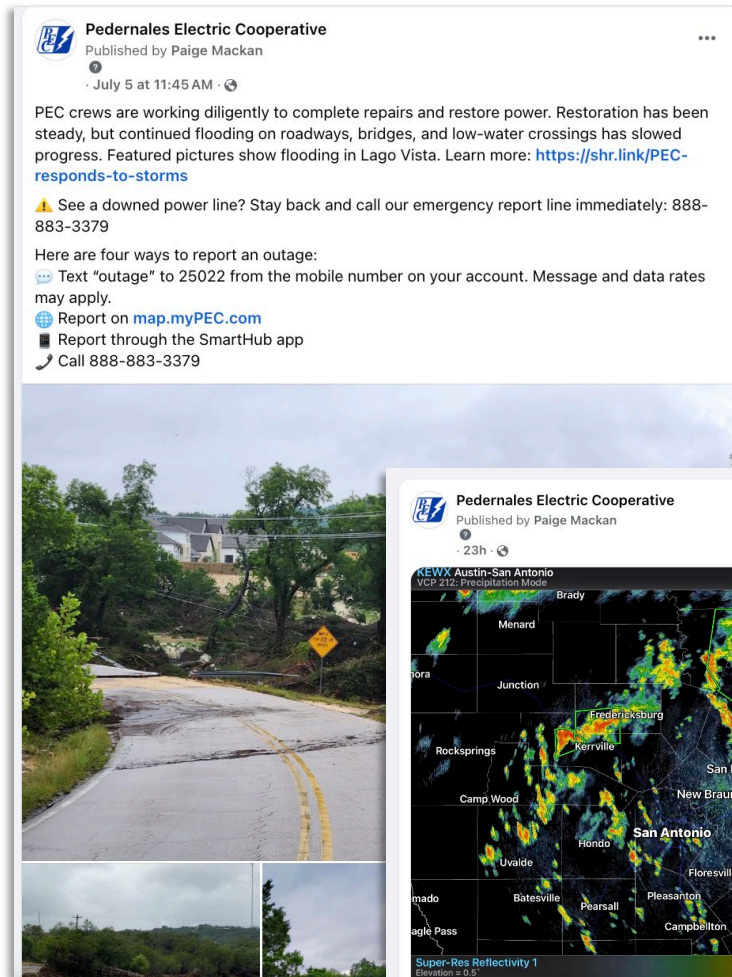 Pedernales Electric Cooperative
Published by Paige Mackan
· July 5 at 11:45 AM ·
PEC crews are working diligently to complete repairs and restore power. Restoration has been
steady, but continued flooding on roadways, bridges, and low-water crossings has slowed
progress. Featured pictures show flooding in Lago Vista. Learn more: https://shr.link/PEC-
responds-to-storms
⚠️ See a downed power line? Stay back and call our emergency report line immediately: 888-
883-3379
Here are four ways to report an outage:
💬 Text “outage” to 25022 from the mobile number on your account. Message and data rates
may apply.
🌐 Report on map.myPEC.com
📱 Report through the SmartHub app
📞 Call 888-883-3379
Pedernales Electric Cooperative
Published by Paige Mackan
· 23h ·
KEWX Austin-San Antonio
VCP 212: Precipitation Mode
Brady
Menard
nora
Junction
Fredericksburg
Kerrville
Rocksprings
San
Camp Wood
New Brau
San Antonio
Hondo
Uvalde
Floresvill
Batesville
Pleasanton
mado
Pearsall
agle Pass
Campbellton
Super-Res Reflectivity 1
Elevation = 0.5°